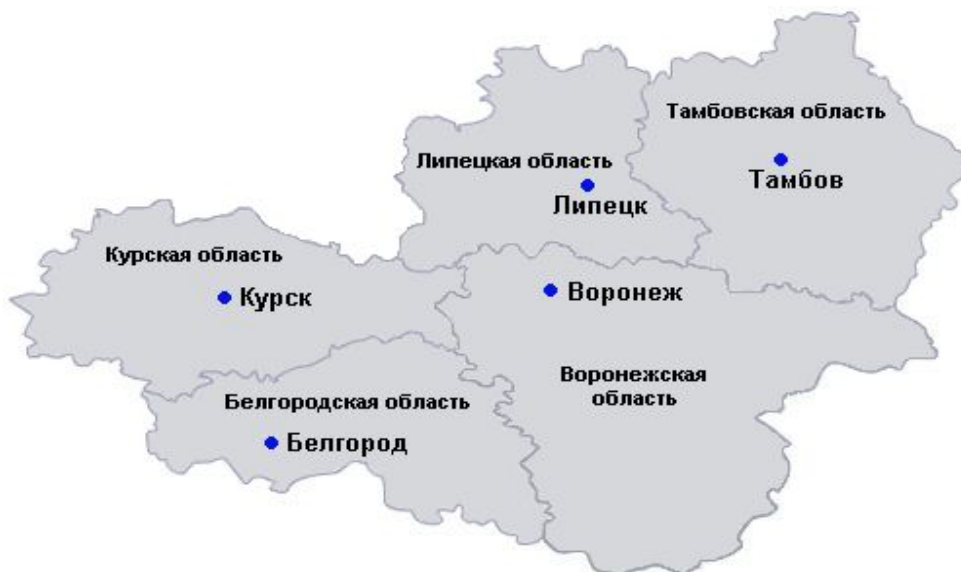 Тамбовская область
Тамбов
Липецкая область
Липецк
Курская область
Курск
Воронеж
Воронежская
область
Белгородская область
Белгород